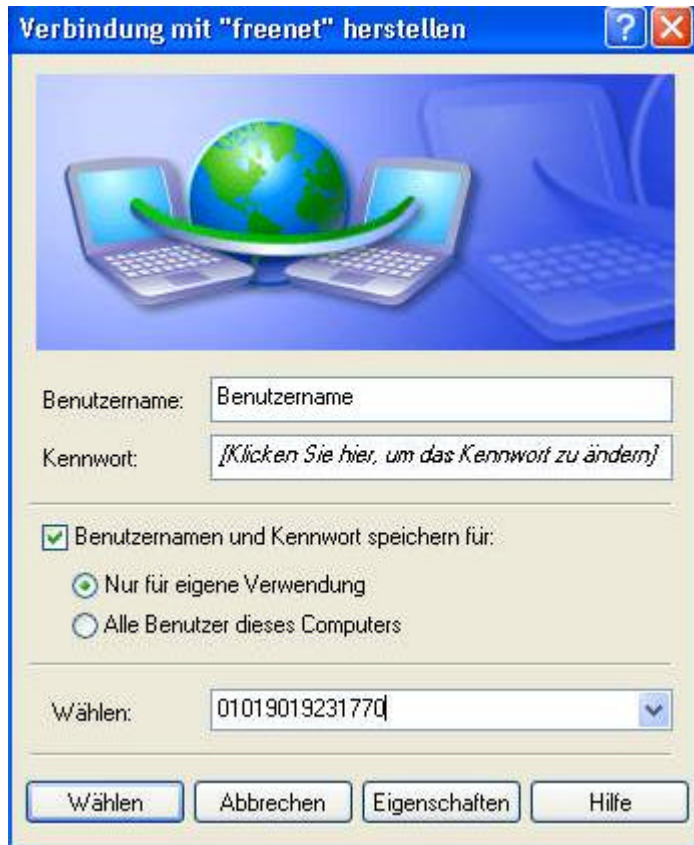 Verbindung mit "freenet" herstellen
Benutzername: Benutzername
Kennwort: [Klicken Sie hier, um das Kennwort zu ändern]
Benutzernamen und Kennwort speichern für:
Nur für eigene Verwendung
Alle Benutzer dieses Computers
Wählen: 01019019231770
Wählen Abbrechen Eigenschaften Hilfe